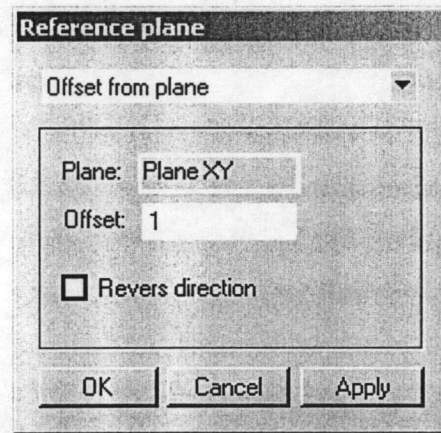 Reference plane
Offset from plane
Plane: Plane XY
Offset: 1
Revers direction
OK Cancel Apply